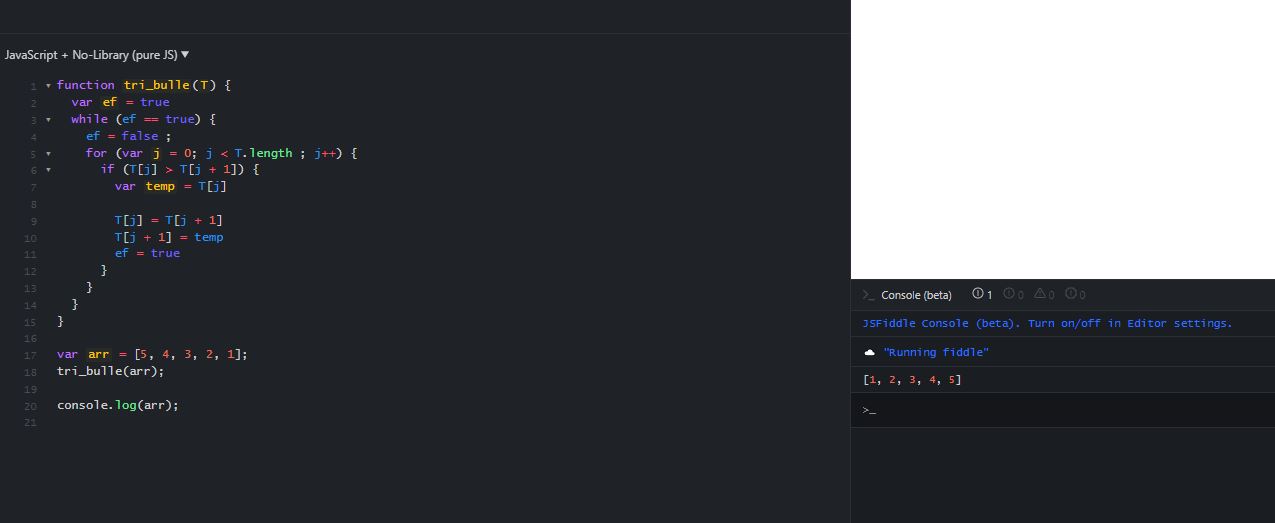 JavaScript + No-Library (pure JS) ▼
1 ▾ function tri_bulle(T) {
2 var ef = true
3 ▾ while (ef == true) {
4 ef = false ;
5 ▾ for (var j = 0; j < T.length ; j++) {
6 ▾ if (T[j] > T[j + 1]) {
7 var temp = T[j]
8
9 T[j] = T[j + 1]
10 T[j + 1] = temp
11 ef = true
12 }
13 }
14 }
15 }
16
17 var arr = [5, 4, 3, 2, 1];
18 tri_bulle(arr);
19
20 console.log(arr);
21
>_ Console (beta) 1 0 0 0
JSFiddle Console (beta). Turn on/off in Editor settings.
"Running fiddle"
[1, 2, 3, 4, 5]
>_